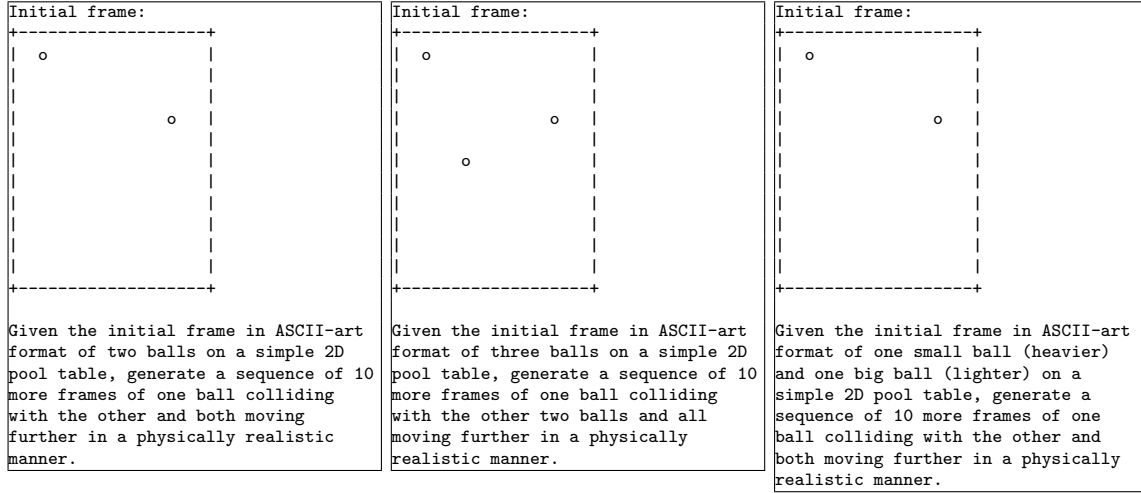 Initial frame:
+------------------+
|  o               |
|                  |
|                  |
|              o   |
|                  |
|                  |
|                  |
|                  |
|                  |
|                  |
|                  |
+------------------+
Given the initial frame in ASCII-art
format of two balls on a simple 2D
pool table, generate a sequence of 10
more frames of one ball colliding
with the other and both moving
further in a physically realistic
manner.
Initial frame:
+------------------+
|  o               |
|                  |
|                  |
|              o   |
|                  |
|      o           |
|                  |
|                  |
|                  |
|                  |
|                  |
+------------------+
Given the initial frame in ASCII-art
format of three balls on a simple 2D
pool table, generate a sequence of 10
more frames of one ball colliding
with the other two balls and all
moving further in a physically
realistic manner.
Initial frame:
+------------------+
|  o               |
|                  |
|                  |
|              o   |
|                  |
|                  |
|                  |
|                  |
|                  |
|                  |
|                  |
+------------------+
Given the initial frame in ASCII-art
format of one small ball (heavier)
and one big ball (lighter) on a
simple 2D pool table, generate a
sequence of 10 more frames of one
ball colliding with the other and
both moving further in a physically
realistic manner.